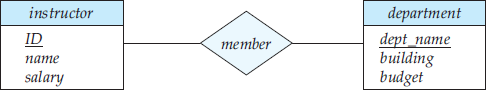 instructor
ID
name
salary
member
department
dept_name
building
budget